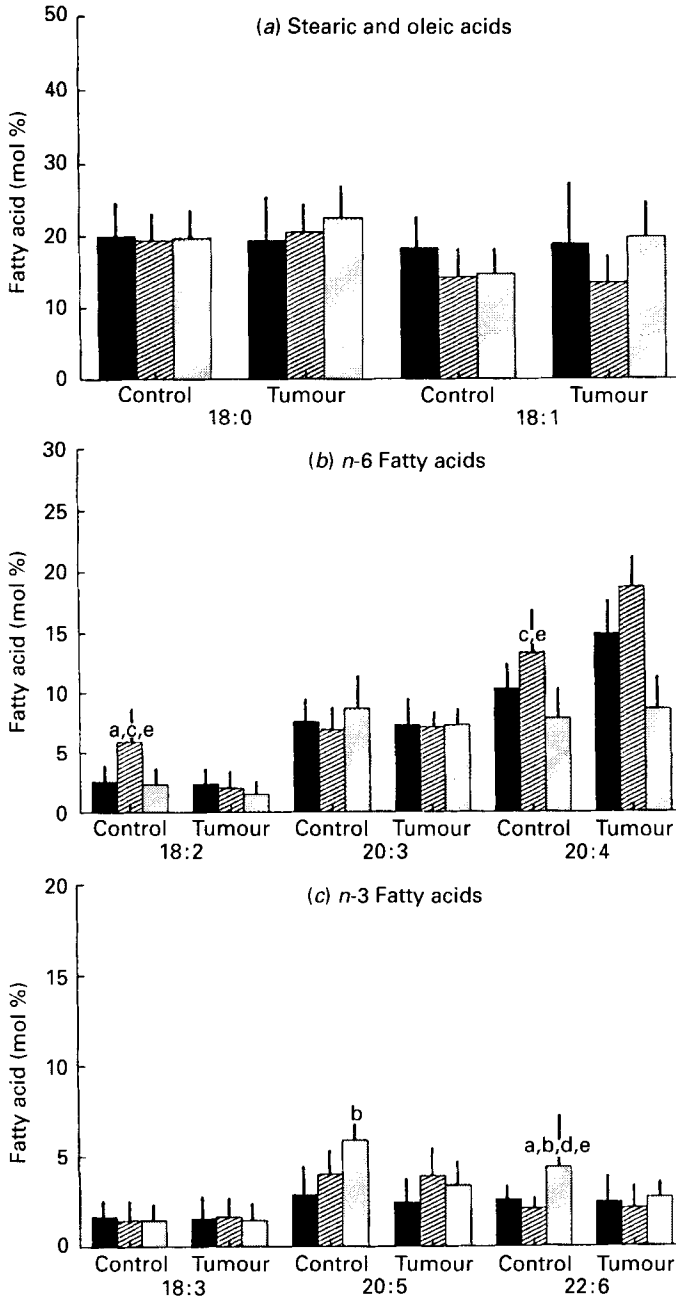 (a) Stearic and oleic acids
Fatty acid (mol %)
50
40
30
20
10
0
Control Tumour Control Tumour
18:0 18:1
(b) n-6 Fatty acids
Fatty acid (mol %)
30
25
20
15
10
5
0
a,c,e
c,e
Control Tumour Control Tumour Control Tumour
18:2 20:3 20:4
(c) n-3 Fatty acids
Fatty acid (mol %)
20
15
10
5
0
b
a,b,d,e
Control Tumour Control Tumour Control Tumour
18:3 20:5 22:6